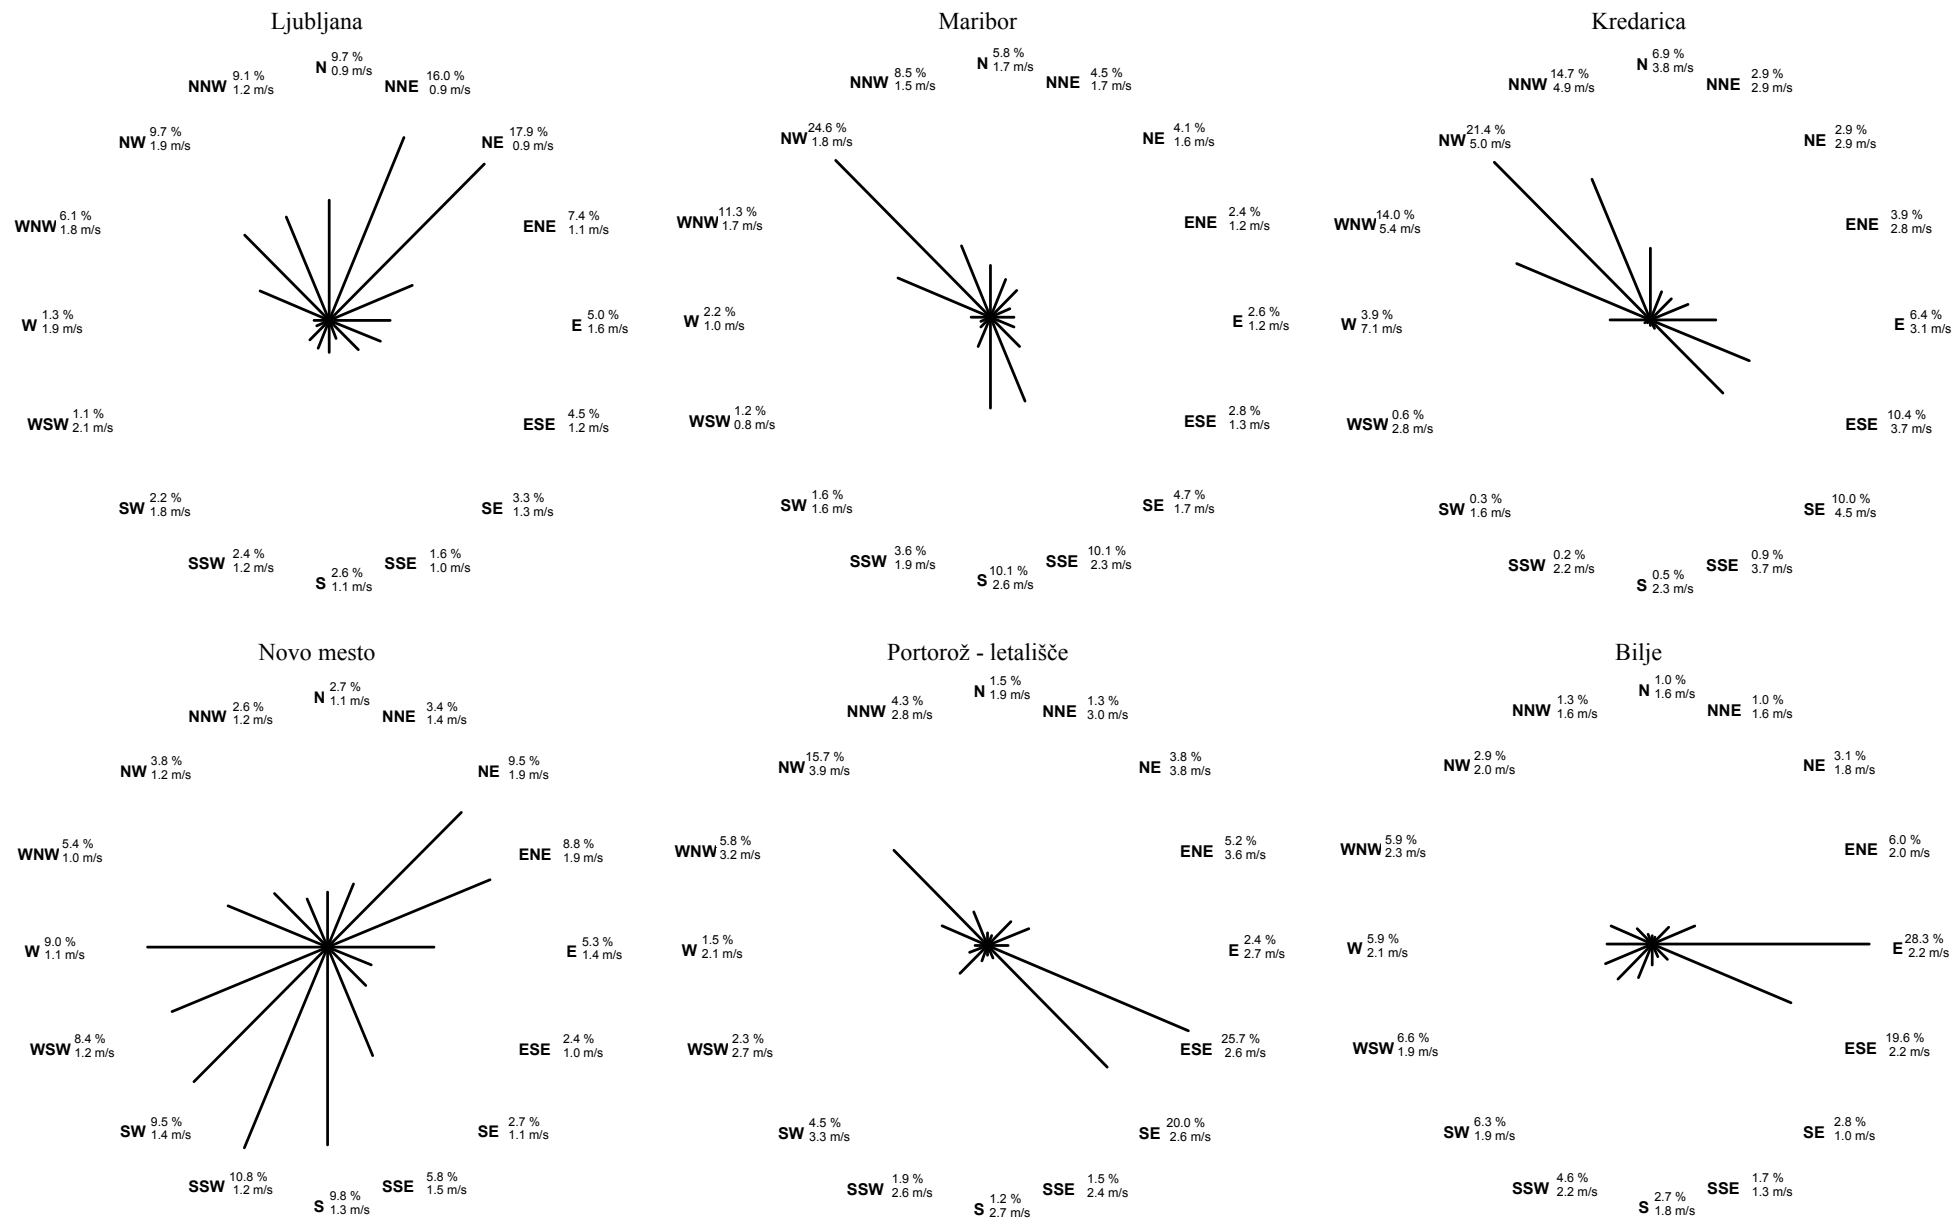 Ljubljana
N 9.7 %
0.9 m/s
NNE 16.0 %
0.9 m/s
NE 17.9 %
0.9 m/s
ENE 7.4 %
1.1 m/s
E 5.0 %
1.6 m/s
ESE 4.5 %
1.2 m/s
SE 3.3 %
1.3 m/s
SSE 1.6 %
1.0 m/s
S 2.6 %
1.1 m/s
SSW 2.4 %
1.2 m/s
SW 2.2 %
1.8 m/s
WSW 1.1 %
2.1 m/s
W 1.3 %
1.9 m/s
WNW 6.1 %
1.8 m/s
NW 9.7 %
1.9 m/s
NNW 9.1 %
1.2 m/s
Maribor
N 5.8 %
1.7 m/s
NNE 4.5 %
1.7 m/s
NE 4.1 %
1.6 m/s
ENE 2.4 %
1.2 m/s
E 2.6 %
1.2 m/s
ESE 2.8 %
1.3 m/s
SE 4.7 %
1.7 m/s
SSE 10.1 %
2.3 m/s
S 10.1 %
2.6 m/s
SSW 3.6 %
1.9 m/s
SW 1.6 %
1.6 m/s
WSW 1.2 %
0.8 m/s
W 2.2 %
1.0 m/s
WNW 11.3 %
1.7 m/s
NW 24.6 %
1.8 m/s
NNW 8.5 %
1.5 m/s
Kredarica
N 6.9 %
3.8 m/s
NNE 2.9 %
2.9 m/s
NE 2.9 %
2.9 m/s
ENE 3.9 %
2.8 m/s
E 6.4 %
3.1 m/s
ESE 10.4 %
3.7 m/s
SE 10.0 %
4.5 m/s
SSE 0.9 %
3.7 m/s
S 0.5 %
2.3 m/s
SSW 0.2 %
2.2 m/s
SW 0.3 %
1.6 m/s
WSW 0.6 %
2.8 m/s
W 3.9 %
7.1 m/s
WNW 14.0 %
5.4 m/s
NW 21.4 %
5.0 m/s
NNW 14.7 %
4.9 m/s
Novo mesto
N 2.7 %
1.1 m/s
NNE 3.4 %
1.4 m/s
NE 9.5 %
1.9 m/s
ENE 8.8 %
1.9 m/s
E 5.3 %
1.4 m/s
ESE 2.4 %
1.0 m/s
SE 2.7 %
1.1 m/s
SSE 5.8 %
1.5 m/s
S 9.8 %
1.3 m/s
SSW 10.8 %
1.2 m/s
SW 9.5 %
1.4 m/s
WSW 8.4 %
1.2 m/s
W 9.0 %
1.1 m/s
WNW 5.4 %
1.0 m/s
NW 3.8 %
1.2 m/s
NNW 2.6 %
1.2 m/s
Portorož - letališče
N 1.5 %
1.9 m/s
NNE 1.3 %
3.0 m/s
NE 3.8 %
3.8 m/s
ENE 5.2 %
3.6 m/s
E 2.4 %
2.7 m/s
ESE 25.7 %
2.6 m/s
SE 20.0 %
2.6 m/s
SSE 1.5 %
2.4 m/s
S 1.2 %
2.7 m/s
SSW 1.9 %
2.6 m/s
SW 4.5 %
3.3 m/s
WSW 2.3 %
2.7 m/s
W 1.5 %
2.1 m/s
WNW 5.8 %
3.2 m/s
NW 15.7 %
3.9 m/s
NNW 4.3 %
2.8 m/s
Bilje
N 1.0 %
1.6 m/s
NNE 1.0 %
1.6 m/s
NE 3.1 %
1.8 m/s
ENE 6.0 %
2.0 m/s
E 28.3 %
2.2 m/s
ESE 19.6 %
2.2 m/s
SE 2.8 %
1.0 m/s
SSE 1.7 %
1.3 m/s
S 2.7 %
1.8 m/s
SSW 4.6 %
2.2 m/s
SW 6.3 %
1.9 m/s
WSW 6.6 %
1.9 m/s
W 5.9 %
2.1 m/s
WNW 5.9 %
2.3 m/s
NW 2.9 %
2.0 m/s
NNW 1.3 %
1.6 m/s